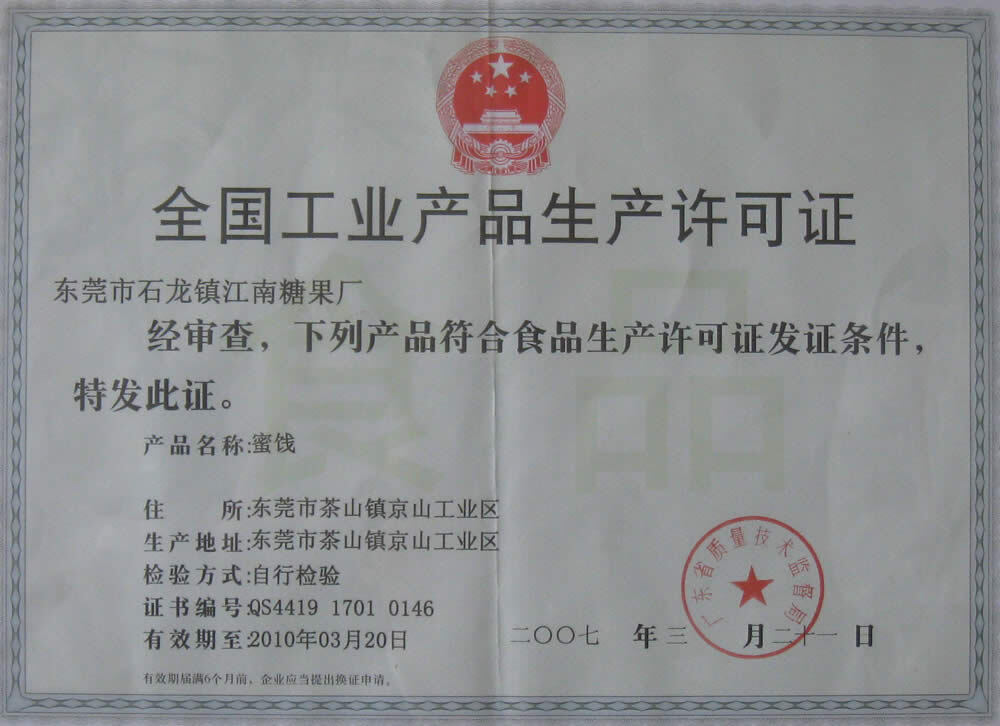 全国工业产品生产许可证
食品
东莞市石龙镇江南糖果厂
经审查，下列产品符合食品生产许可证发证条件，
特发此证。
产品名称:蜜饯
住 所:东莞市茶山镇京山工业区
生产地址:东莞市茶山镇京山工业区
检验方式:自行检验
证书编号:QS4419 1701 0146
有效期至:2010年03月20日
广东省质量技术监督局
二〇〇七 年 三 月 二十一 日
有效期届满6个月前、企业应当提出换证申请。